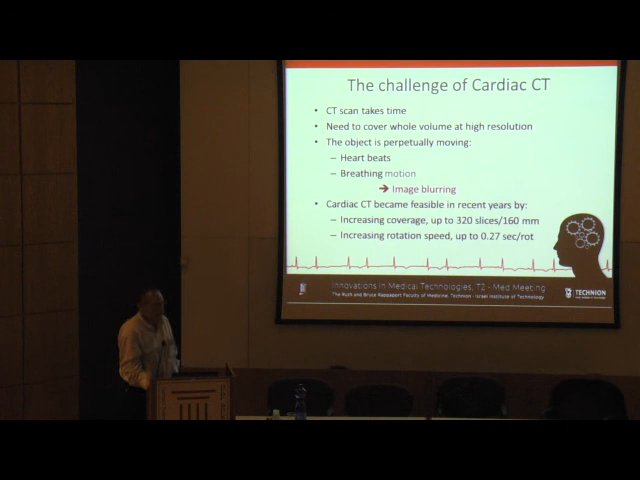 The challenge of Cardiac CT
• CT scan takes time
• Need to cover whole volume at high resolution
• The object is perpetually moving:
– Heart beats
– Breathing motion
➔ Image blurring
• Cardiac CT became feasible in recent years by:
– Increasing coverage, up to 320 slices/160 mm
– Increasing rotation speed, up to 0.27 sec/rot
Innovations in Medical Technologies, T2 - Med Meeting
The Ruth and Bruce Rappaport Faculty of Medicine, Technion - Israel Institute of Technology
TECHNION